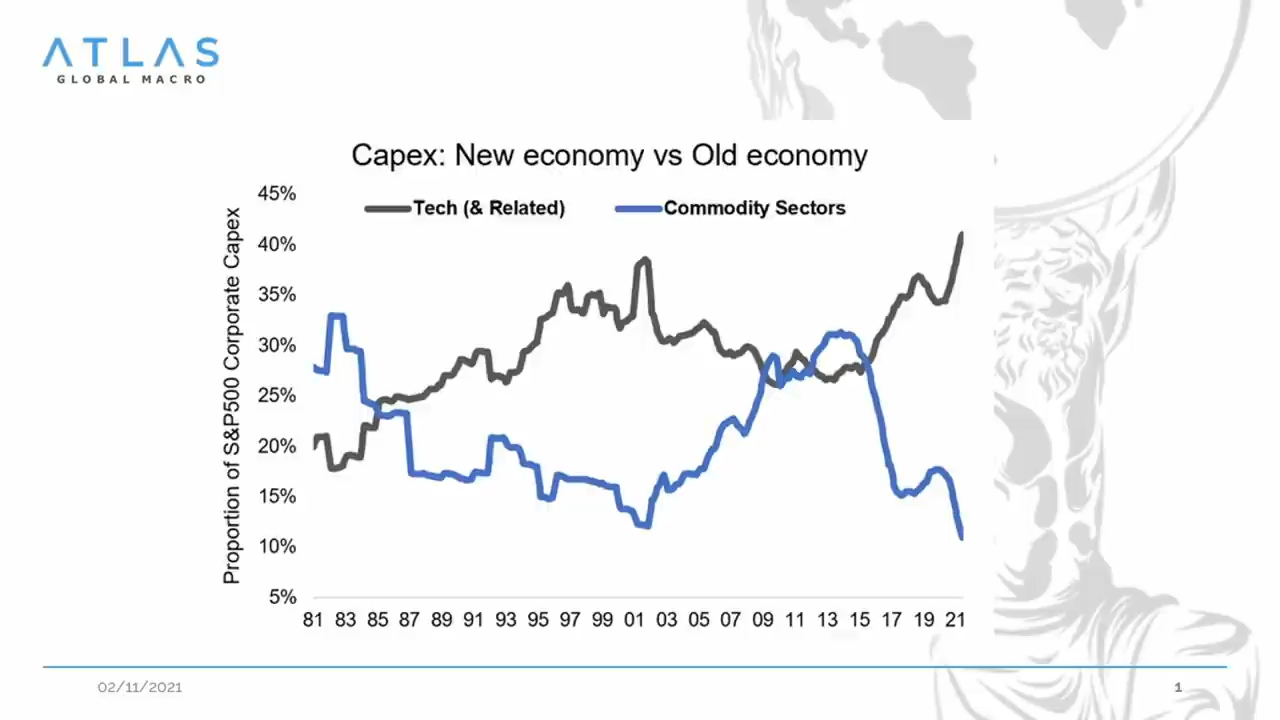 ATLAS
GLOBAL MACRO
Capex: New economy vs Old economy
Tech (& Related)
Commodity Sectors
Proportion of S&P500 Corporate Capex
45%
40%
35%
30%
25%
20%
15%
10%
5%
81 83 85 87 89 91 93 95 97 99 01 03 05 07 09 11 13 15 17 19 21
02/11/2021
1